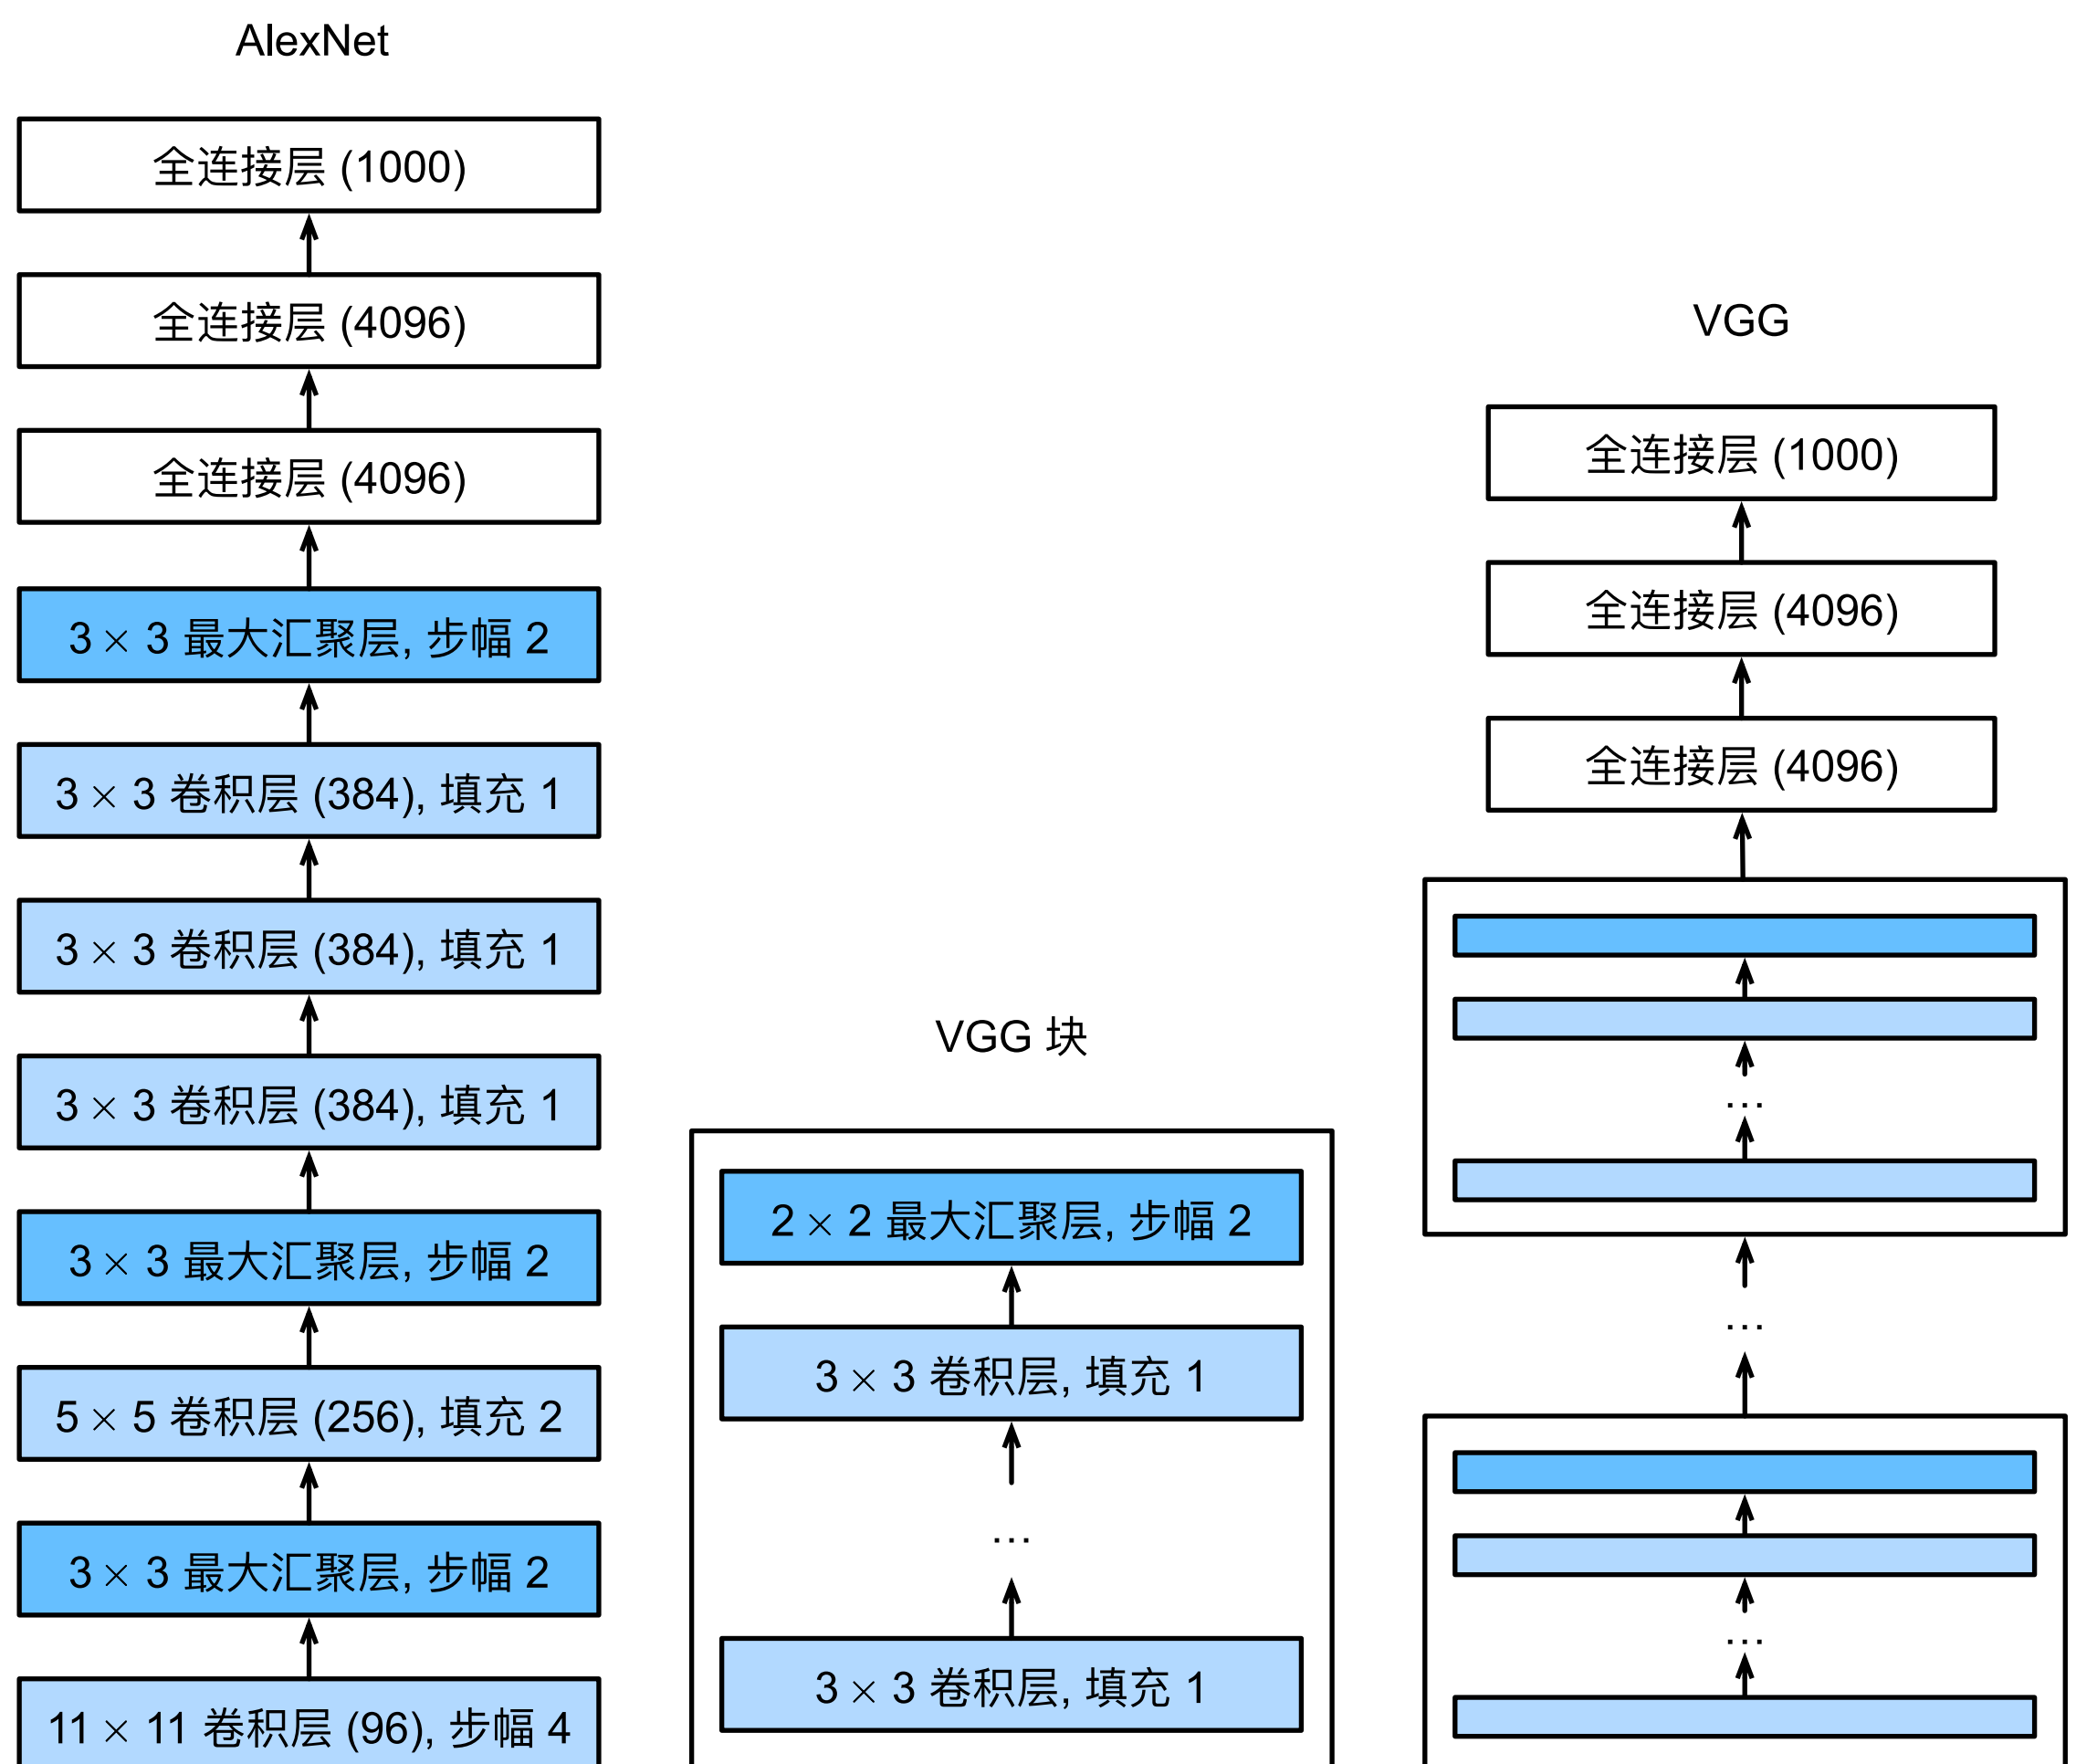 AlexNet
全连接层 (1000)
全连接层 (4096)
全连接层 (4096)
3 × 3 最大汇聚层, 步幅 2
3 × 3 卷积层 (384), 填充 1
3 × 3 卷积层 (384), 填充 1
3 × 3 卷积层 (384), 填充 1
3 × 3 最大汇聚层, 步幅 2
5 × 5 卷积层 (256), 填充 2
3 × 3 最大汇聚层, 步幅 2
11 × 11 卷积层 (96), 步幅 4
VGG 块
2 × 2 最大汇聚层, 步幅 2
3 × 3 卷积层, 填充 1
...
3 × 3 卷积层, 填充 1
VGG
全连接层 (1000)
全连接层 (4096)
全连接层 (4096)
...
...
...